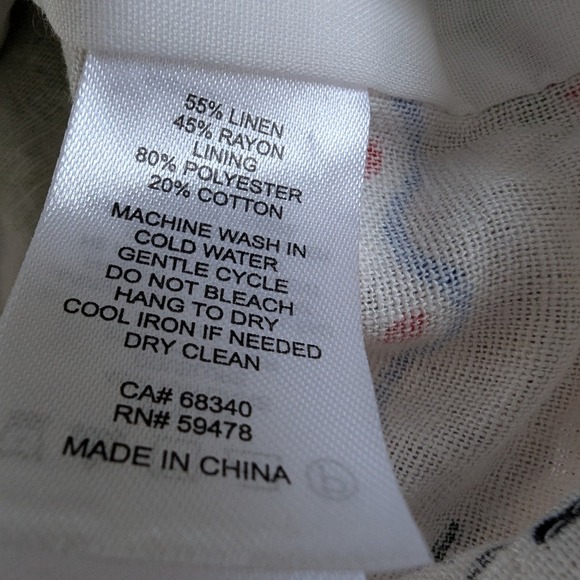 55% LINEN
45% RAYON
LINING
80% POLYESTER
20% COTTON
MACHINE WASH IN
COLD WATER
GENTLE CYCLE
DO NOT BLEACH
HANG TO DRY
COOL IRON IF NEEDED
DRY CLEAN
CA# 68340
RN# 59478
MADE IN CHINA